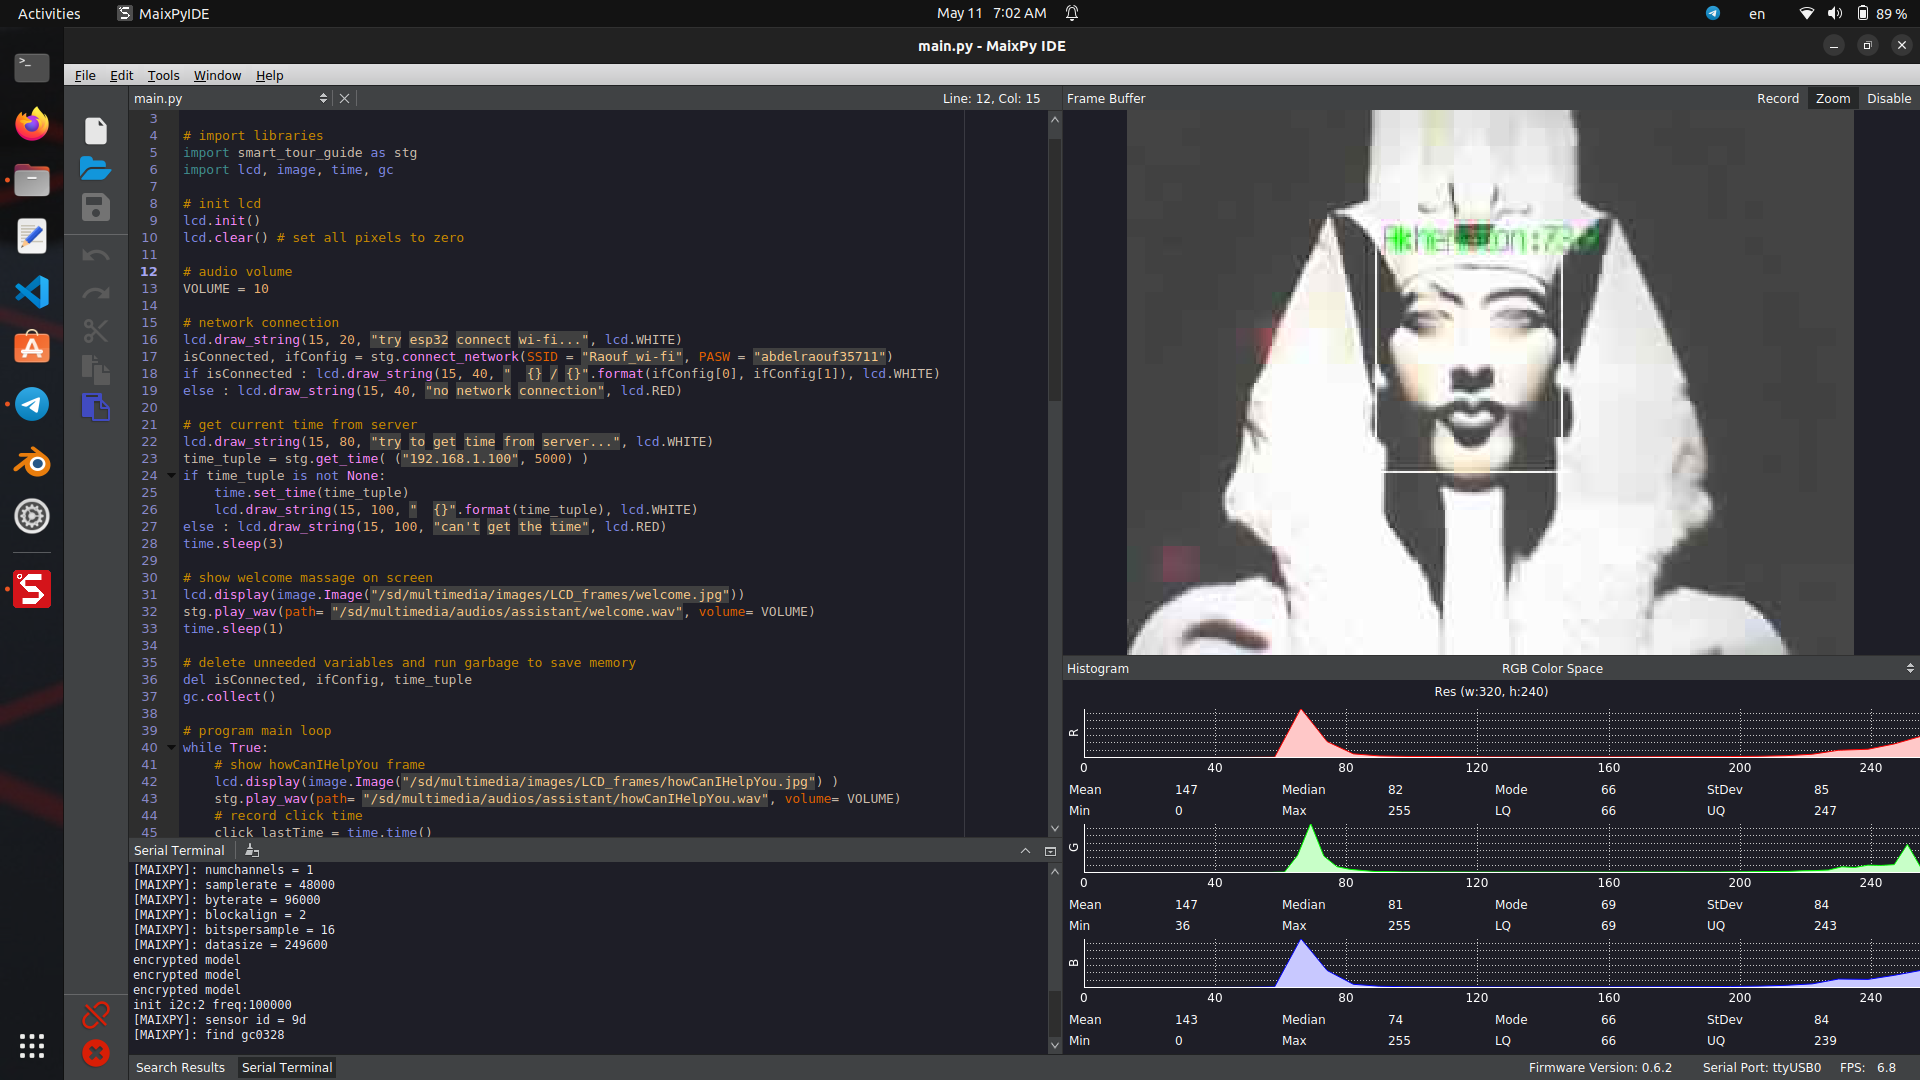 Activities
MaixPyIDE
May 11 7:02 AM
en
89 %
main.py - MaixPy IDE
File Edit Tools Window Help
main.py
Line: 12, Col: 15
3
4 # import libraries
5 import smart_tour_guide as stg
6 import lcd, image, time, gc
7
8 # init lcd
9 lcd.init()
10 lcd.clear() # set all pixels to zero
11
12 # audio volume
13 VOLUME = 10
14
15 # network connection
16 lcd.draw_string(15, 20, "try esp32 connect wi-fi...", lcd.WHITE)
17 isConnected, ifConfig = stg.connect_network(SSID = "Raouf_wi-fi", PASW = "abdelraouf35711")
18 if isConnected : lcd.draw_string(15, 40, "  {} / {}".format(ifConfig[0], ifConfig[1]), lcd.WHITE)
19 else : lcd.draw_string(15, 40, "no network connection", lcd.RED)
20
21 # get current time from server
22 lcd.draw_string(15, 80, "try to get time from server...", lcd.WHITE)
23 time_tuple = stg.get_time( ("192.168.1.100", 5000) )
24 if time_tuple is not None:
25     time.set_time(time_tuple)
26     lcd.draw_string(15, 100, "  {}".format(time_tuple), lcd.WHITE)
27 else : lcd.draw_string(15, 100, "can't get the time", lcd.RED)
28 time.sleep(3)
29
30 # show welcome massage on screen
31 lcd.display(image.Image("/sd/multimedia/images/LCD_frames/welcome.jpg"))
32 stg.play_wav(path= "/sd/multimedia/audios/assistant/welcome.wav", volume= VOLUME)
33 time.sleep(1)
34
35 # delete unneeded variables and run garbage to save memory
36 del isConnected, ifConfig, time_tuple
37 gc.collect()
38
39 # program main loop
40 while True:
41     # show howCanIHelpYou frame
42     lcd.display(image.Image("/sd/multimedia/images/LCD_frames/howCanIHelpYou.jpg") )
43     stg.play_wav(path= "/sd/multimedia/audios/assistant/howCanIHelpYou.wav", volume= VOLUME)
44     # record click time
45     click_lastTime = time.time()
Serial Terminal
[MAIXPY]: numchannels = 1
[MAIXPY]: samplerate = 48000
[MAIXPY]: byterate = 96000
[MAIXPY]: blockalign = 2
[MAIXPY]: bitspersample = 16
[MAIXPY]: datasize = 249600
encrypted model
encrypted model
encrypted model
init i2c:2 freq:100000
[MAIXPY]: sensor id = 9d
[MAIXPY]: find gc0328
Search Results
Serial Terminal
Frame Buffer
Record Zoom Disable
Histogram
RGB Color Space
Res (w:320, h:240)
R
0 40 80 120 160 200 240
Mean 147 Median 82 Mode 66 StDev 85
Min 0 Max 255 LQ 66 UQ 247
G
0 40 80 120 160 200 240
Mean 147 Median 81 Mode 69 StDev 84
Min 36 Max 255 LQ 69 UQ 243
B
0 40 80 120 160 200 240
Mean 143 Median 74 Mode 66 StDev 84
Min 0 Max 255 LQ 66 UQ 239
Firmware Version: 0.6.2
Serial Port: ttyUSB0
FPS: 6.8